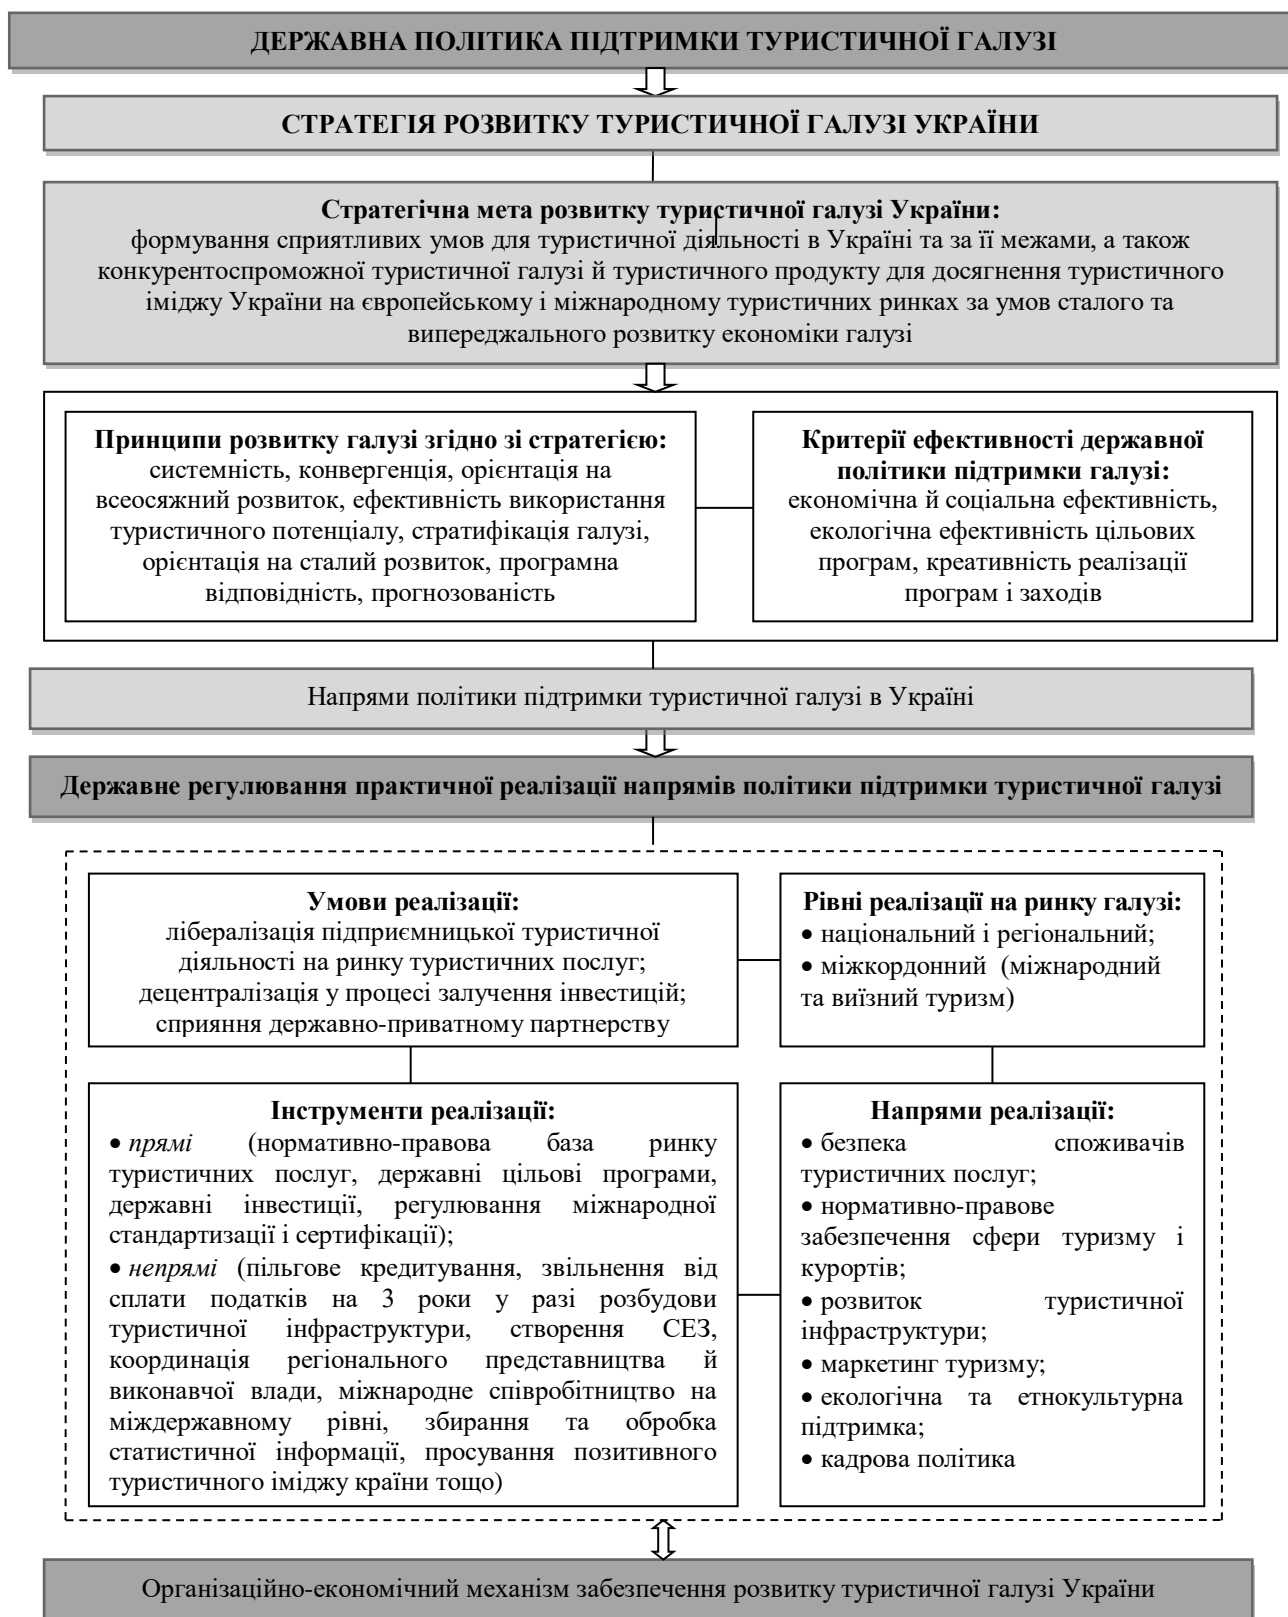 ДЕРЖАВНА ПОЛІТИКА ПІДТРИМКИ ТУРИСТИЧНОЇ ГАЛУЗІ
СТРАТЕГІЯ РОЗВИТКУ ТУРИСТИЧНОЇ ГАЛУЗІ УКРАЇНИ
Стратегічна мета розвитку туристичної галузі України:
формування сприятливих умов для туристичної діяльності в Україні та за її межами, а також
конкурентоспроможної туристичної галузі й туристичного продукту для досягнення туристичного
іміджу України на європейському і міжнародному туристичних ринках за умов сталого та
випереджального розвитку економіки галузі
Принципи розвитку галузі згідно зі стратегією:
системність, конвергенція, орієнтація на
всеосяжний розвиток, ефективність використання
туристичного потенціалу, стратифікація галузі,
орієнтація на сталий розвиток, програмна
відповідність, прогнозованість
Критерії ефективності державної
політики підтримки галузі:
економічна й соціальна ефективність,
екологічна ефективність цільових
програм, креативність реалізації
програм і заходів
Напрями політики підтримки туристичної галузі в Україні
Державне регулювання практичної реалізації напрямів політики підтримки туристичної галузі
Умови реалізації:
лібералізація підприємницької туристичної
діяльності на ринку туристичних послуг;
децентралізація у процесі залучення інвестицій;
сприяння державно-приватному партнерству
Рівні реалізації на ринку галузі:
• національний і регіональний;
• міжкордонний (міжнародний
та виїзний туризм)
Інструменти реалізації:
• прямі (нормативно-правова база ринку
туристичних послуг, державні цільові програми,
державні інвестиції, регулювання міжнародної
стандартизації і сертифікації);
• непрямі (пільгове кредитування, звільнення від
сплати податків на 3 роки у разі розбудови
туристичної інфраструктури, створення СЕЗ,
координація регіонального представництва й
виконавчої влади, міжнародне співробітництво на
міждержавному рівні, збирання та обробка
статистичної інформації, просування позитивного
туристичного іміджу країни тощо)
Напрями реалізації:
• безпека споживачів
туристичних послуг;
• нормативно-правове
забезпечення сфери туризму і
курортів;
• розвиток туристичної
інфраструктури;
• маркетинг туризму;
• екологічна та етнокультурна
підтримка;
• кадрова політика
Організаційно-економічний механізм забезпечення розвитку туристичної галузі України